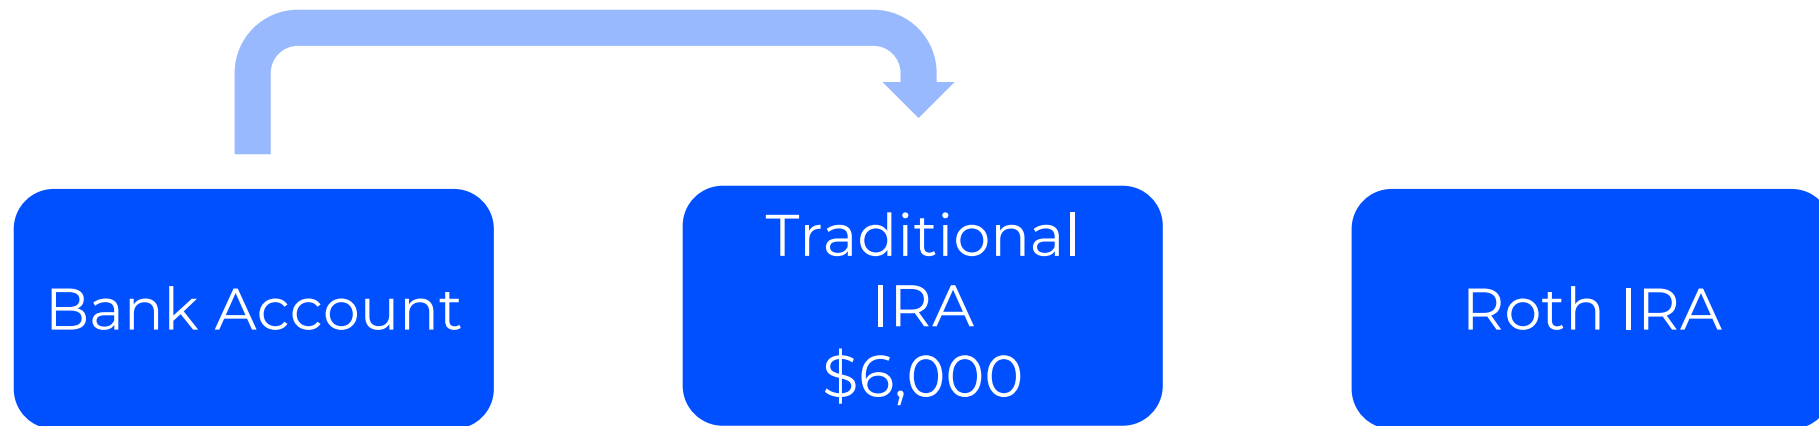 Bank Account
Traditional
IRA
$6,000
Roth IRA